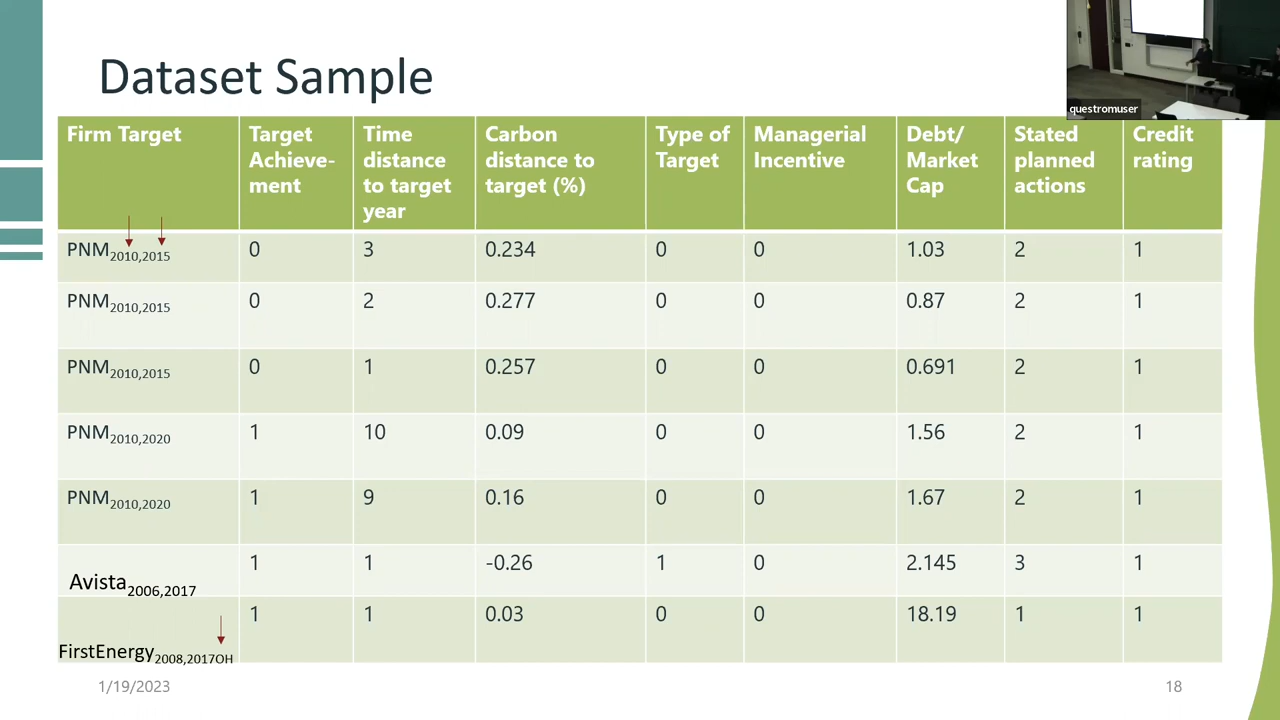 Dataset Sample
questromuser
Firm Target
Target Achieve-ment
Time distance to target year
Carbon distance to target (%)
Type of Target
Managerial Incentive
Debt/ Market Cap
Stated planned actions
Credit rating
PNM2010,2015 0 3 0.234 0 0 1.03 2 1
PNM2010,2015 0 2 0.277 0 0 0.87 2 1
PNM2010,2015 0 1 0.257 0 0 0.691 2 1
PNM2010,2020 1 10 0.09 0 0 1.56 2 1
PNM2010,2020 1 9 0.16 0 0 1.67 2 1
Avista2006,2017 1 1 -0.26 1 0 2.145 3 1
FirstEnergy2008,2017OH 1 1 0.03 0 0 18.19 1 1
1/19/2023
18